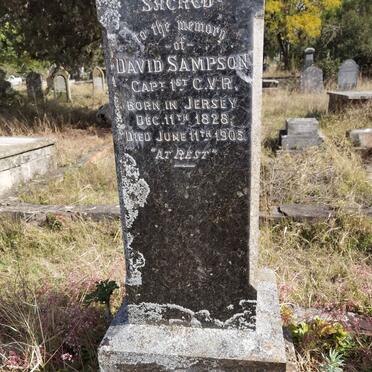 SACRED
to the memory
of
DAVID SAMPSON
CAPT 1ST C.V.R.
BORN IN JERSEY
DEC. 11TH 1828.
DIED JUNE 11TH 1905.
"AT REST"